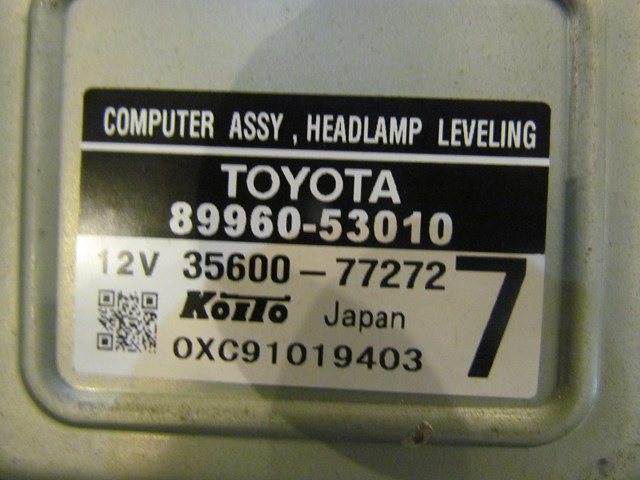 COMPUTER ASSY , HEADLAMP LEVELING
TOYOTA
89960-53010
12V 35600-77272 7
KOITO Japan
0XC91019403